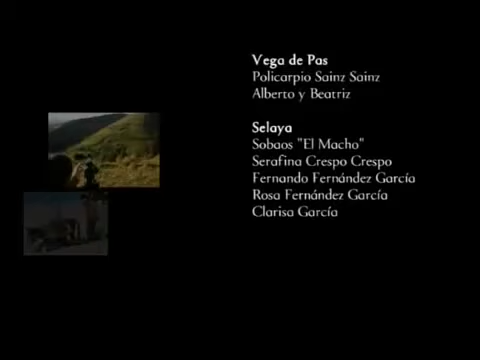 Vega de Pas
Policarpio Sainz Sainz
Alberto y Beatriz
Selaya
Sobaos "El Macho"
Serafina Crespo Crespo
Fernando Fernández García
Rosa Fernández García
Clarisa García